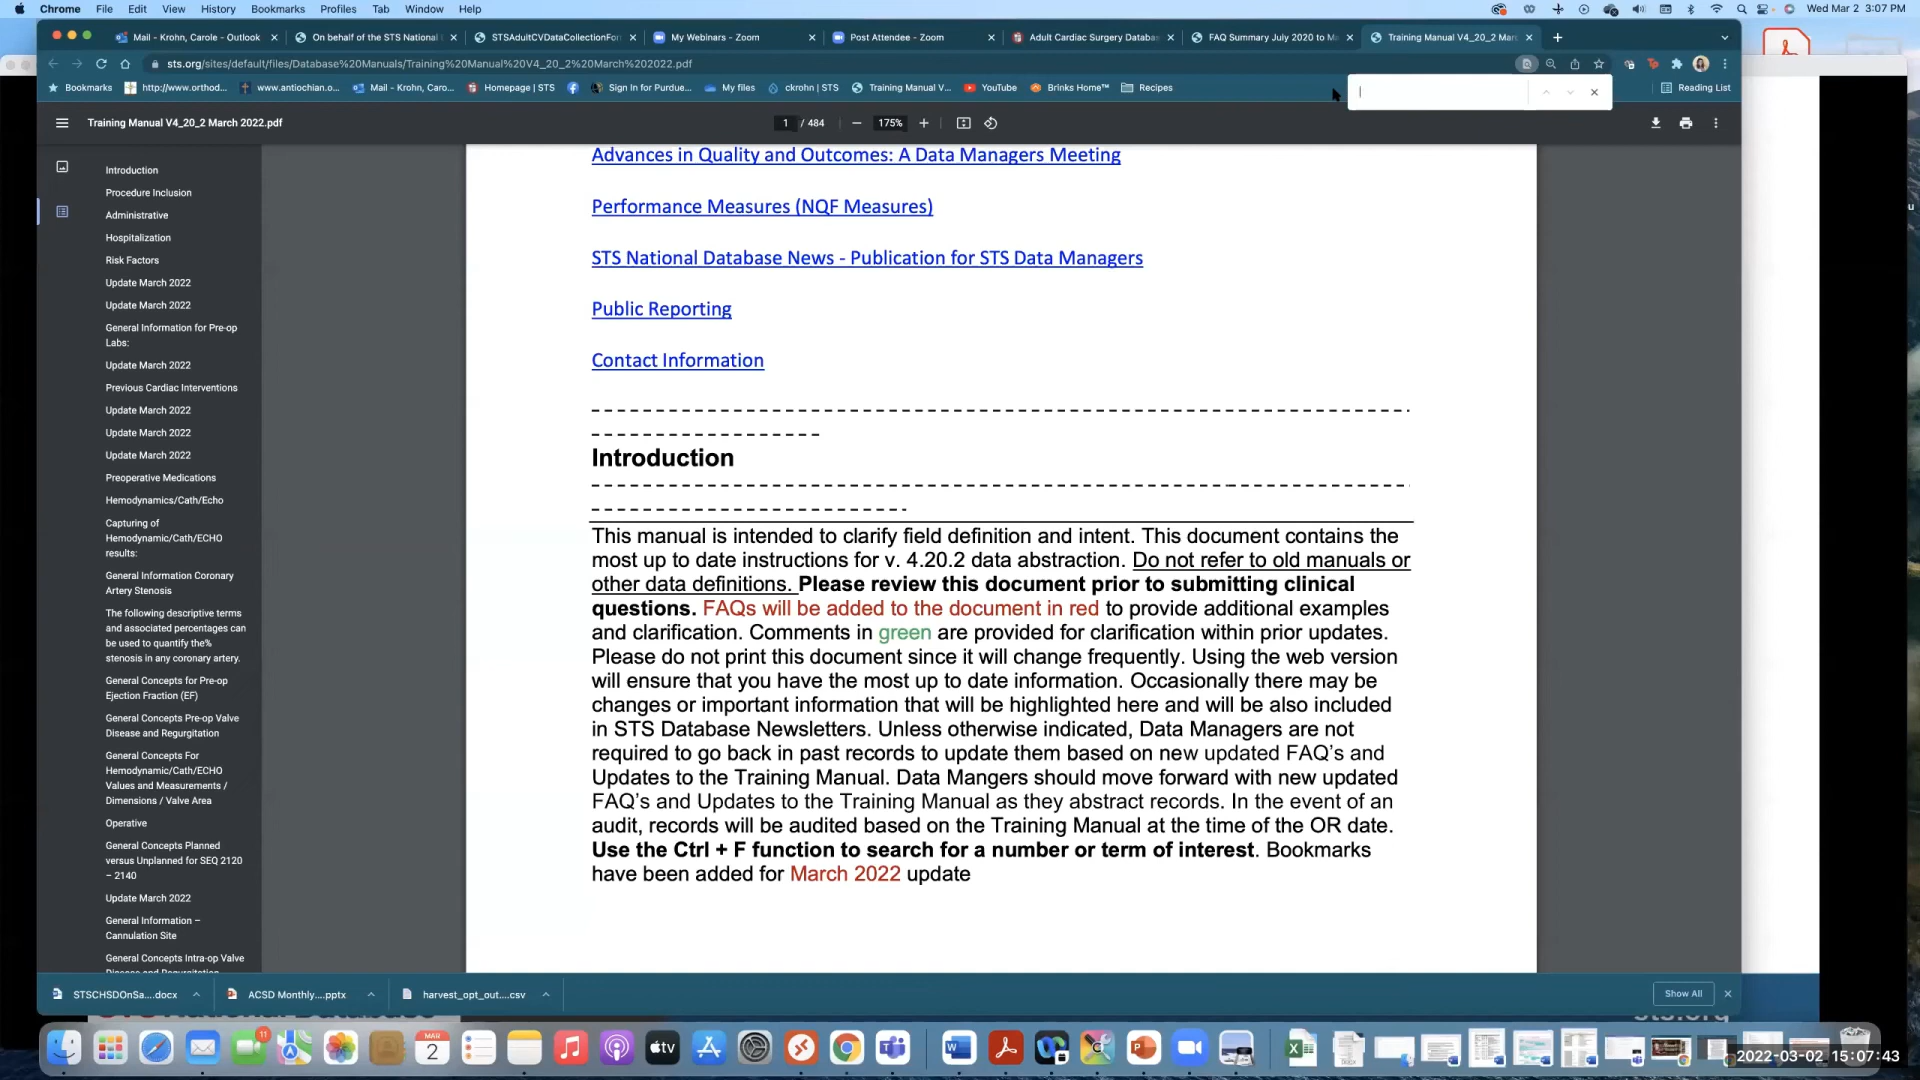 Chrome File Edit View History Bookmarks Profiles Tab Window Help Wed Mar 2 3:07 PM
Mail - Krohn, Carole - Outlook On behalf of the STS National STSAdultCVDataCollectionFor My Webinars - Zoom Post Attendee - Zoom Adult Cardiac Surgery Databas FAQ Summary July 2020 to Ma Training Manual V4_20_2 Mar
sts.org/sites/default/files/Database%20Manuals/Training%20Manual%20V4_20_2%20March%202022.pdf
Bookmarks http://www.orthod... www.antiochian.o... Mail - Krohn, Caro... Homepage | STS Sign In for Purdue... My files ckrohn | STS Training Manual V... YouTube Brinks Home™ Recipes Reading List
Training Manual V4_20_2 March 2022.pdf 1 / 484 175%
Introduction
Procedure Inclusion
Administrative
Hospitalization
Risk Factors
Update March 2022
Update March 2022
General Information for Pre-op
Labs:
Update March 2022
Previous Cardiac Interventions
Update March 2022
Update March 2022
Update March 2022
Preoperative Medications
Hemodynamics/Cath/Echo
Capturing of
Hemodynamic/Cath/ECHO
results:
General Information Coronary
Artery Stenosis
The following descriptive terms
and associated percentages can
be used to quantify the%
stenosis in any coronary artery.
General Concepts for Pre-op
Ejection Fraction (EF)
General Concepts Pre-op Valve
Disease and Regurgitation
General Concepts For
Hemodynamic/Cath/ECHO
Values and Measurements /
Dimensions / Valve Area
Operative
General Concepts Planned
versus Unplanned for SEQ 2120
– 2140
Update March 2022
General Information –
Cannulation Site
General Concepts Intra-op Valve
Disease and Regurgitation
Advances in Quality and Outcomes: A Data Managers Meeting
Performance Measures (NQF Measures)
STS National Database News - Publication for STS Data Managers
Public Reporting
Contact Information
Introduction
This manual is intended to clarify field definition and intent. This document contains the
most up to date instructions for v. 4.20.2 data abstraction. Do not refer to old manuals or
other data definitions. Please review this document prior to submitting clinical
questions. FAQs will be added to the document in red to provide additional examples
and clarification. Comments in green are provided for clarification within prior updates.
Please do not print this document since it will change frequently. Using the web version
will ensure that you have the most up to date information. Occasionally there may be
changes or important information that will be highlighted here and will be also included
in STS Database Newsletters. Unless otherwise indicated, Data Managers are not
required to go back in past records to update them based on new updated FAQ's and
Updates to the Training Manual. Data Mangers should move forward with new updated
FAQ's and Updates to the Training Manual as they abstract records. In the event of an
audit, records will be audited based on the Training Manual at the time of the OR date.
Use the Ctrl + F function to search for a number or term of interest. Bookmarks
have been added for March 2022 update
STSCHSDOnSa....docx ACSD Monthly....pptx harvest_opt_out....csv Show All
sts.org
11
MAR
2
tv
2022-03-02 15:07:43